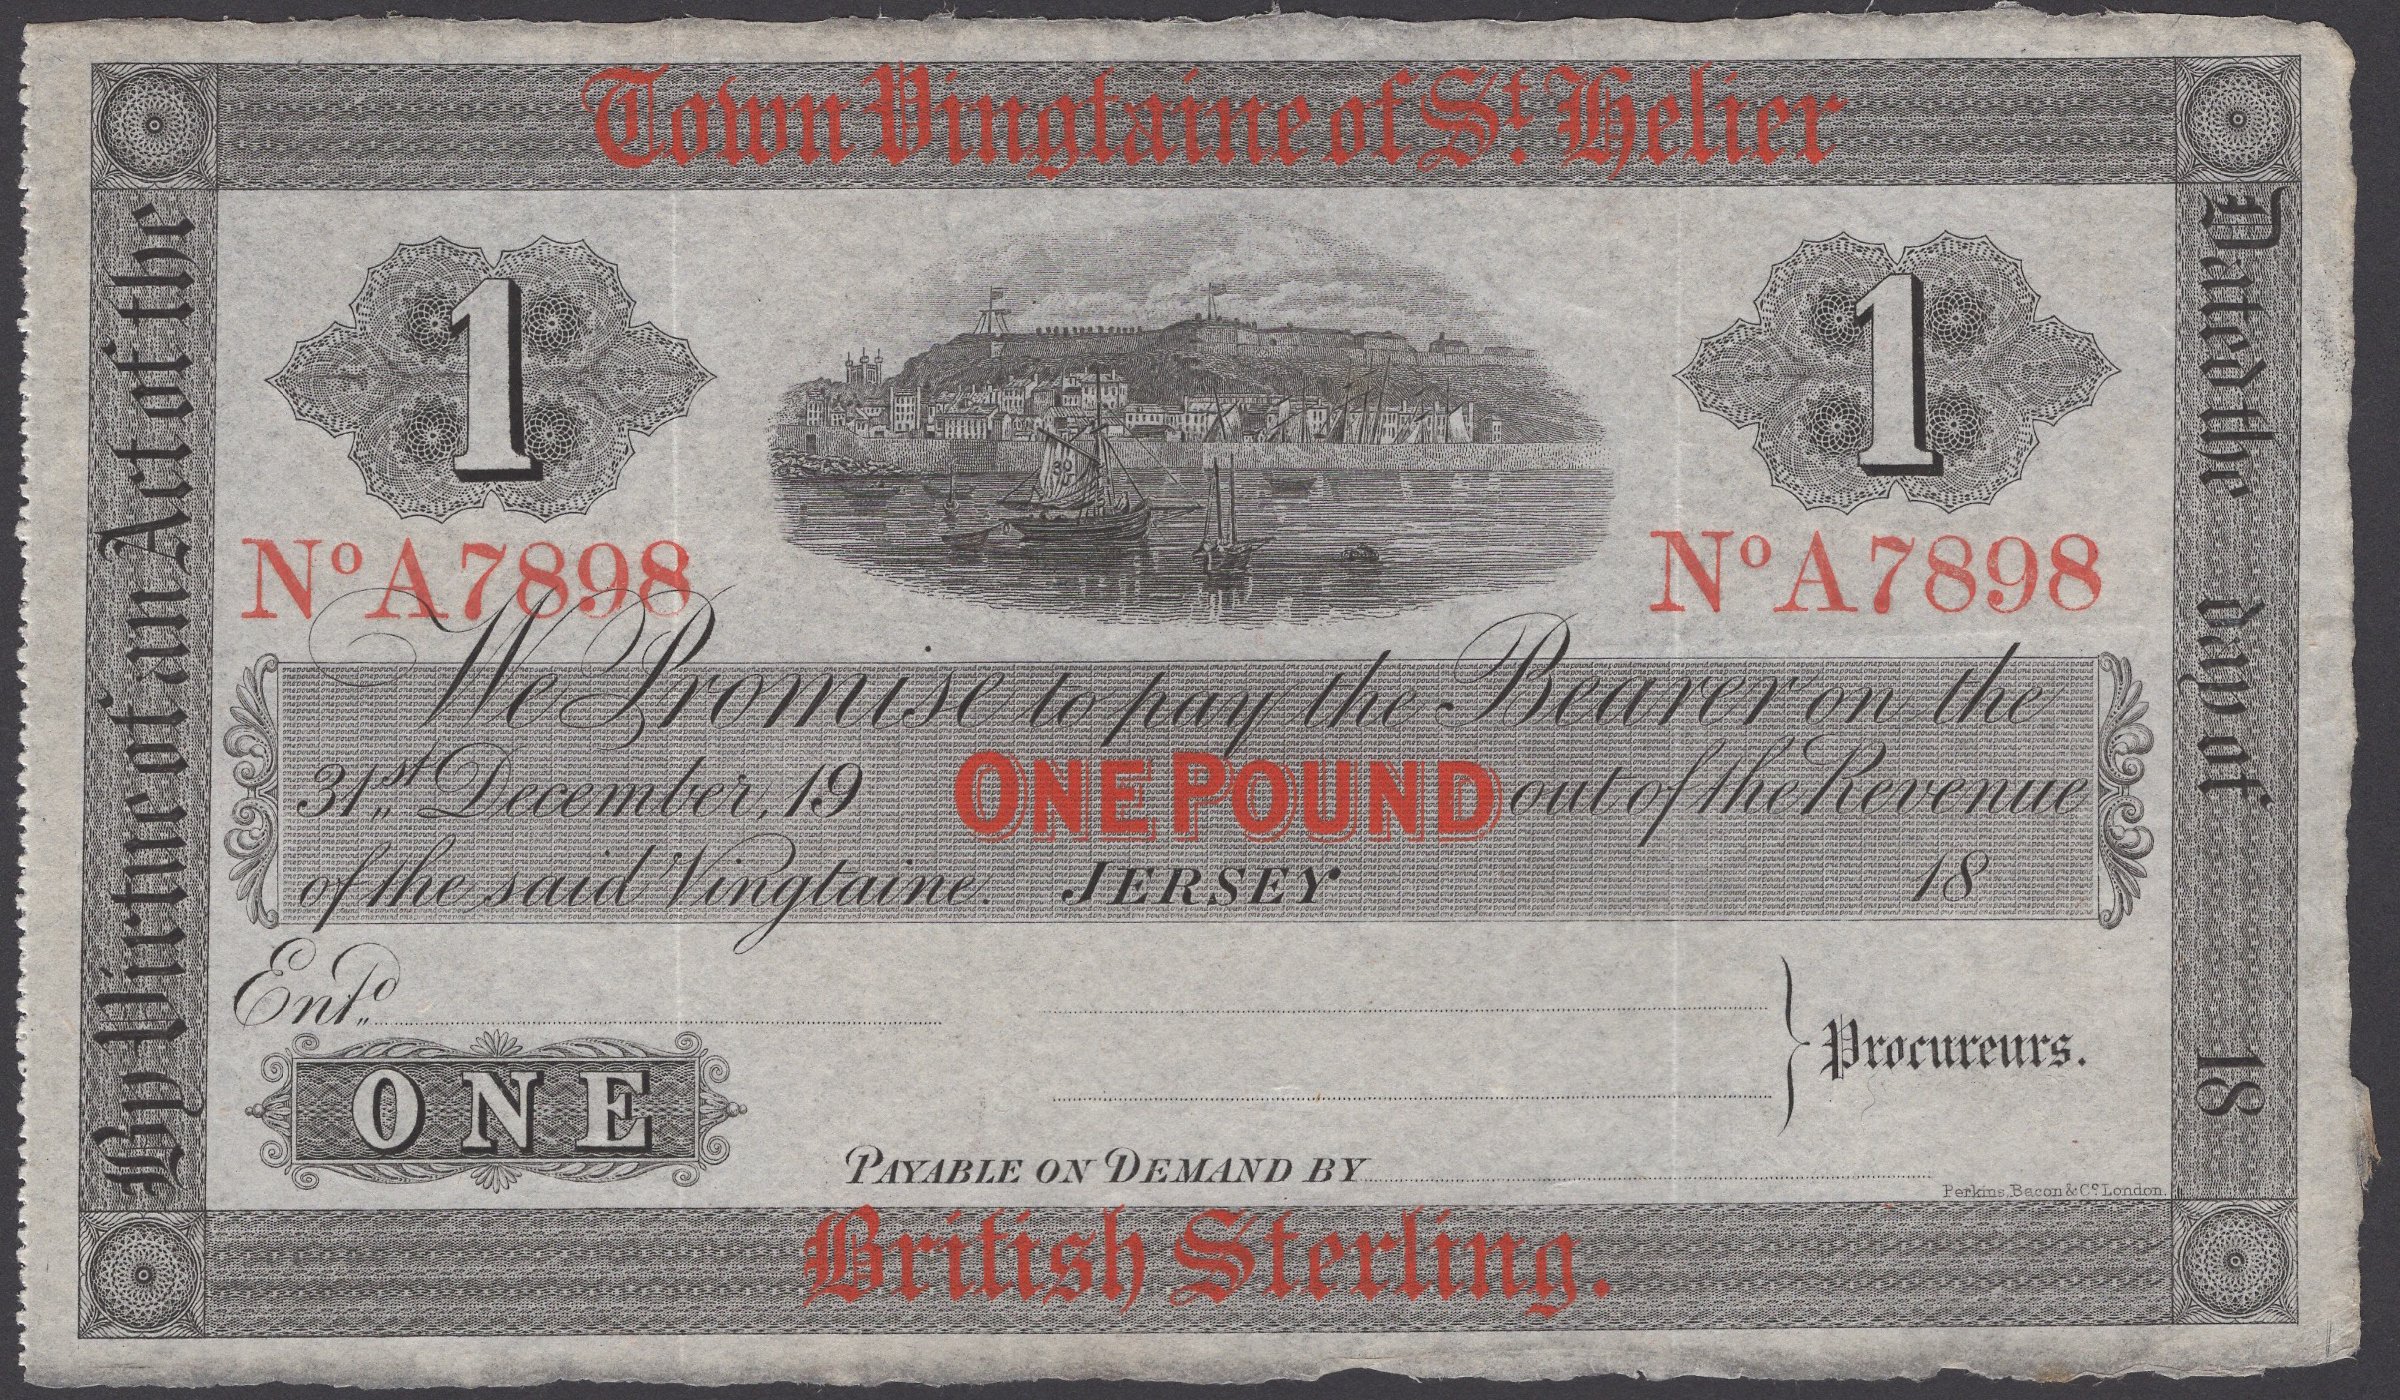 Town Vingtaine of St. Helier
By Virtue of an Act of the
Dated the day of 18
1
1
No A7898
No A7898
We Promise to pay the Bearer on the
31st December, 19 ONE POUND out of the Revenue
of the said Vingtaine. JERSEY 18
Entd.
Procureurs.
ONE
PAYABLE ON DEMAND BY
Perkins, Bacon & Co. London.
British Sterling.